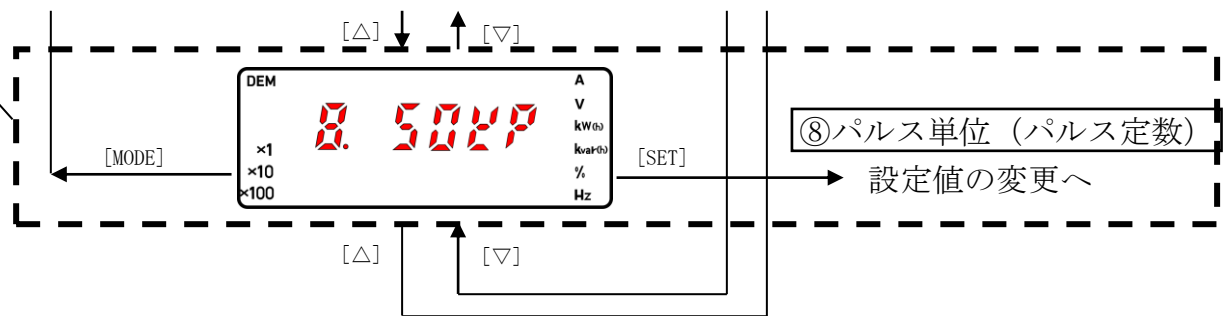 [△] [▽]
DEM A
V
8. SOtP kW(h)
×1 kvar(h)
×10 %
×100 Hz
[MODE] [SET]
⑧パルス単位（パルス定数）
設定値の変更へ
[△] [▽]